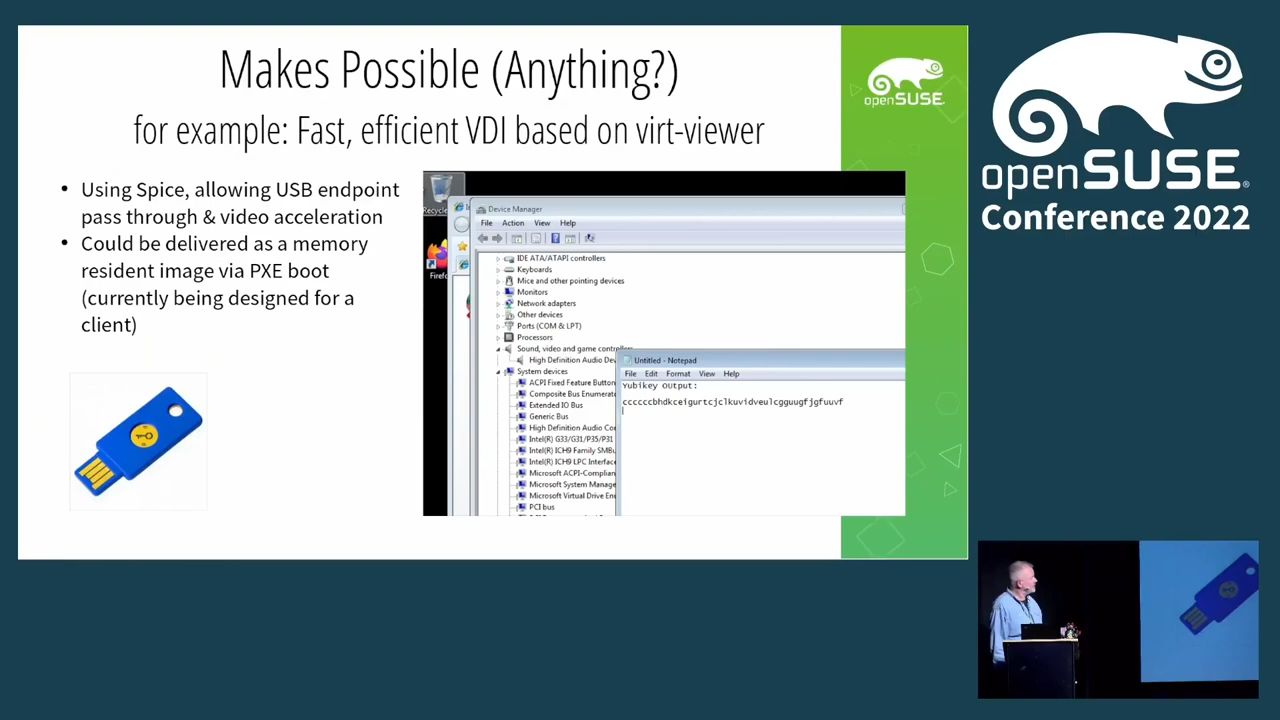 Makes Possible (Anything?)
for example: Fast, efficient VDI based on virt-viewer
• Using Spice, allowing USB endpoint
pass through & video acceleration
• Could be delivered as a memory
resident image via PXE boot
(currently being designed for a
client)
Recycle
Firefo
Device Manager
File Action View Help
IDE ATA/ATAPI controllers
Keyboards
Mice and other pointing devices
Monitors
Network adapters
Other devices
Ports (COM & LPT)
Processors
Sound, video and game controllers
High Definition Audio Dev
System devices
ACPI Fixed Feature Button
Composite Bus Enumerato
Extended IO Bus
Generic Bus
High Definition Audio Con
Intel(R) G33/G31/P35/P31
Intel(R) ICH9 Family SMBu
Intel(R) ICH9 LPC Interface
Microsoft ACPI-Complian
Microsoft System Manage
Microsoft Virtual Drive Enu
PCI bus
Untitled - Notepad
File Edit Format View Help
Yubikey Output:
ccccccbhdkceigurtcjclkuvidveulcgguugfjgfuuvf
openSUSE
openSUSE®
Conference 2022